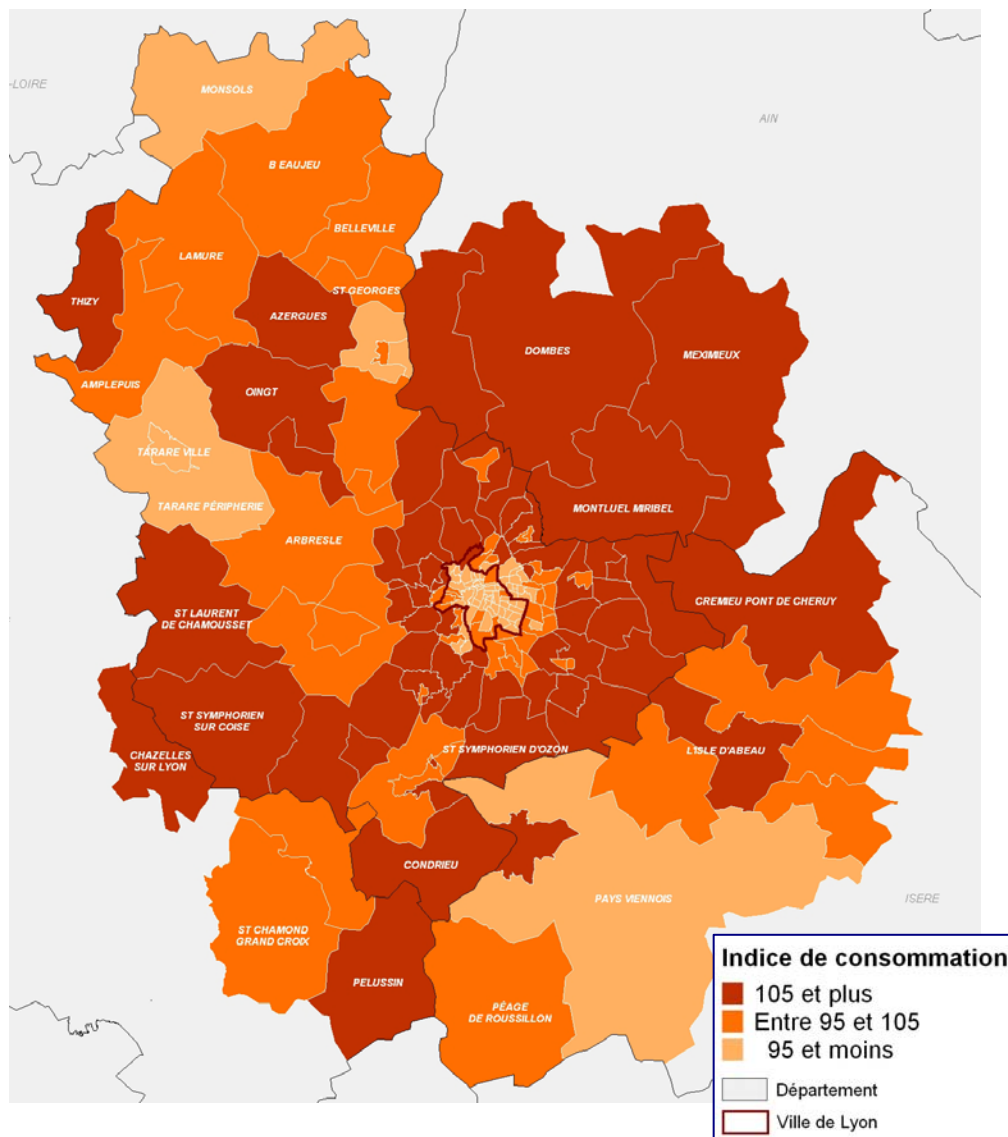 -LOIRE
MONSOLS
AIN
B EAUJEU
BELLEVILLE
LAMURE
ST GEORGES
THIZY
AZERGUES
DOMBES
MEXIMIEUX
AMPLEPUIS
OINGT
TARARE VILLE
TARARE PÉRIPHERIE
MONTLUEL MIRIBEL
ARBRESLE
CREMIEU PONT DE CHERUY
ST LAURENT
DE CHAMOUSSET
ST SYMPHORIEN
SUR COISE
ST SYMPHORIEN D'OZON
L'ISLE D'ABEAU
CHAZELLES
SUR LYON
CONDRIEU
PAYS VIENNOIS
ISERE
ST CHAMOND
GRAND CROIX
PELUSSIN
PÉAGE
DE ROUSSILLON
Indice de consommation
105 et plus
Entre 95 et 105
95 et moins
Département
Ville de Lyon